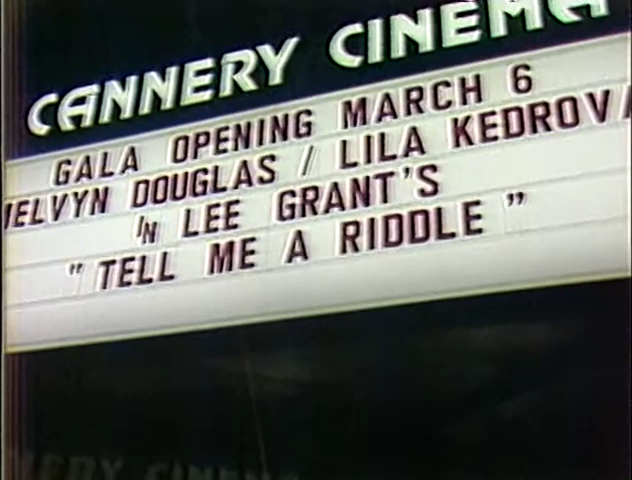 CANNERY CINEMA
GALA OPENING MARCH 6
MELVYN DOUGLAS / LILA KEDROVA
IN LEE GRANT'S
"TELL ME A RIDDLE"